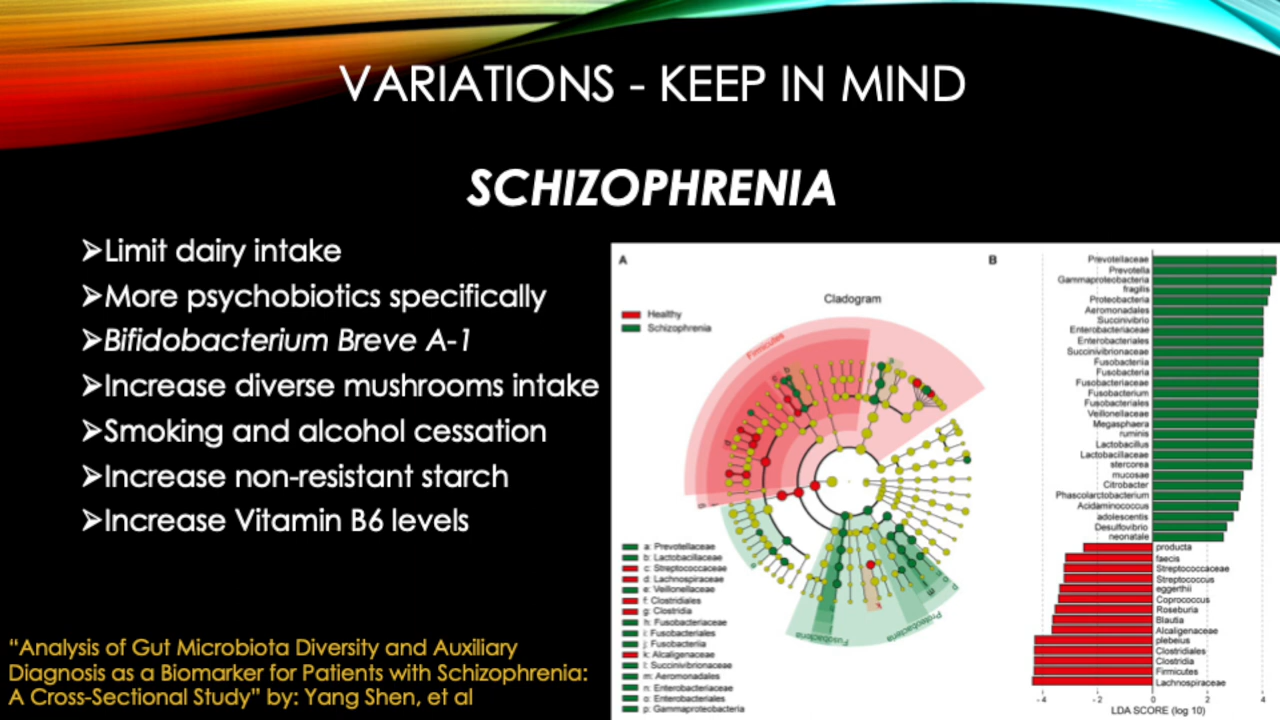 VARIATIONS - KEEP IN MIND
SCHIZOPHRENIA
➢Limit dairy intake
➢More psychobiotics specifically
➢Bifidobacterium Breve A-1
➢Increase diverse mushrooms intake
➢Smoking and alcohol cessation
➢Increase non-resistant starch
➢Increase Vitamin B6 levels
“Analysis of Gut Microbiota Diversity and Auxiliary
Diagnosis as a Biomarker for Patients with Schizophrenia:
A Cross-Sectional Study” by: Yang Shen, et al
A
Cladogram
Healthy
Schizophrenia
Firmicutes
Fusobacteria
Proteobacteria
a: Prevotellaceae
b: Lactobacillaceae
c: Streptococcaceae
d: Lachnospiraceae
e: Veillonellaceae
f: Clostridiales
g: Clostridia
h: Fusobacteriaceae
i: Fusobacteriales
j: Fusobacteriia
k: Alcaligenaceae
l: Succinivibrionaceae
m: Aeromonadales
n: Enterobacteriaceae
o: Enterobacteriales
p: Gammaproteobacteria
B
Prevotellaceae
Prevotella
Gammaproteobacteria
fragilis
Proteobacteria
Aeromonadales
Succinivibrio
Enterobacteriaceae
Enterobacteriales
Succinivibrionaceae
Fusobacteriia
Fusobacteria
Fusobacteriaceae
Fusobacterium
Fusobacteriales
Veillonellaceae
Megasphaera
ruminis
Lactobacillus
Lactobacillaceae
stercorea
mucosae
Citrobacter
Phascolarctobacterium
Acidaminococcus
adolescentis
Desulfovibrio
neonatale
producta
faecis
Streptococcaceae
Streptococcus
eggerthii
Coprococcus
Roseburia
Blautia
Alcaligenaceae
plebeius
Clostridiales
Clostridia
Firmicutes
Lachnospiraceae
-4 -2 0 2 4
LDA SCORE (log 10)